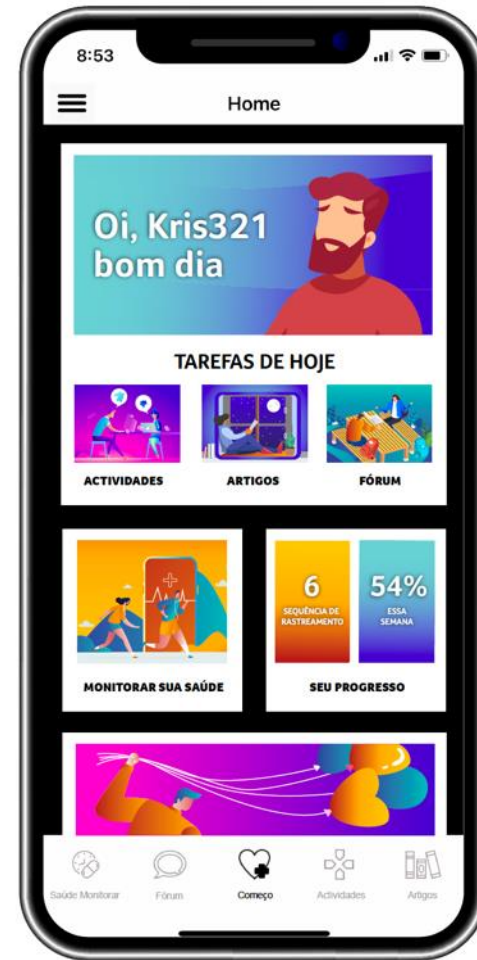 8:53
Home
Oi, Kris321
bom dia
TAREFAS DE HOJE
ACTIVIDADES
ARTIGOS
FÓRUM
6
SEQUÊNCIA DE
RASTREAMENTO
54%
ESSA
SEMANA
MONITORAR SUA SAÚDE
SEU PROGRESSO
Saúde Monitorar
Fórum
Começo
Actividades
Artigos